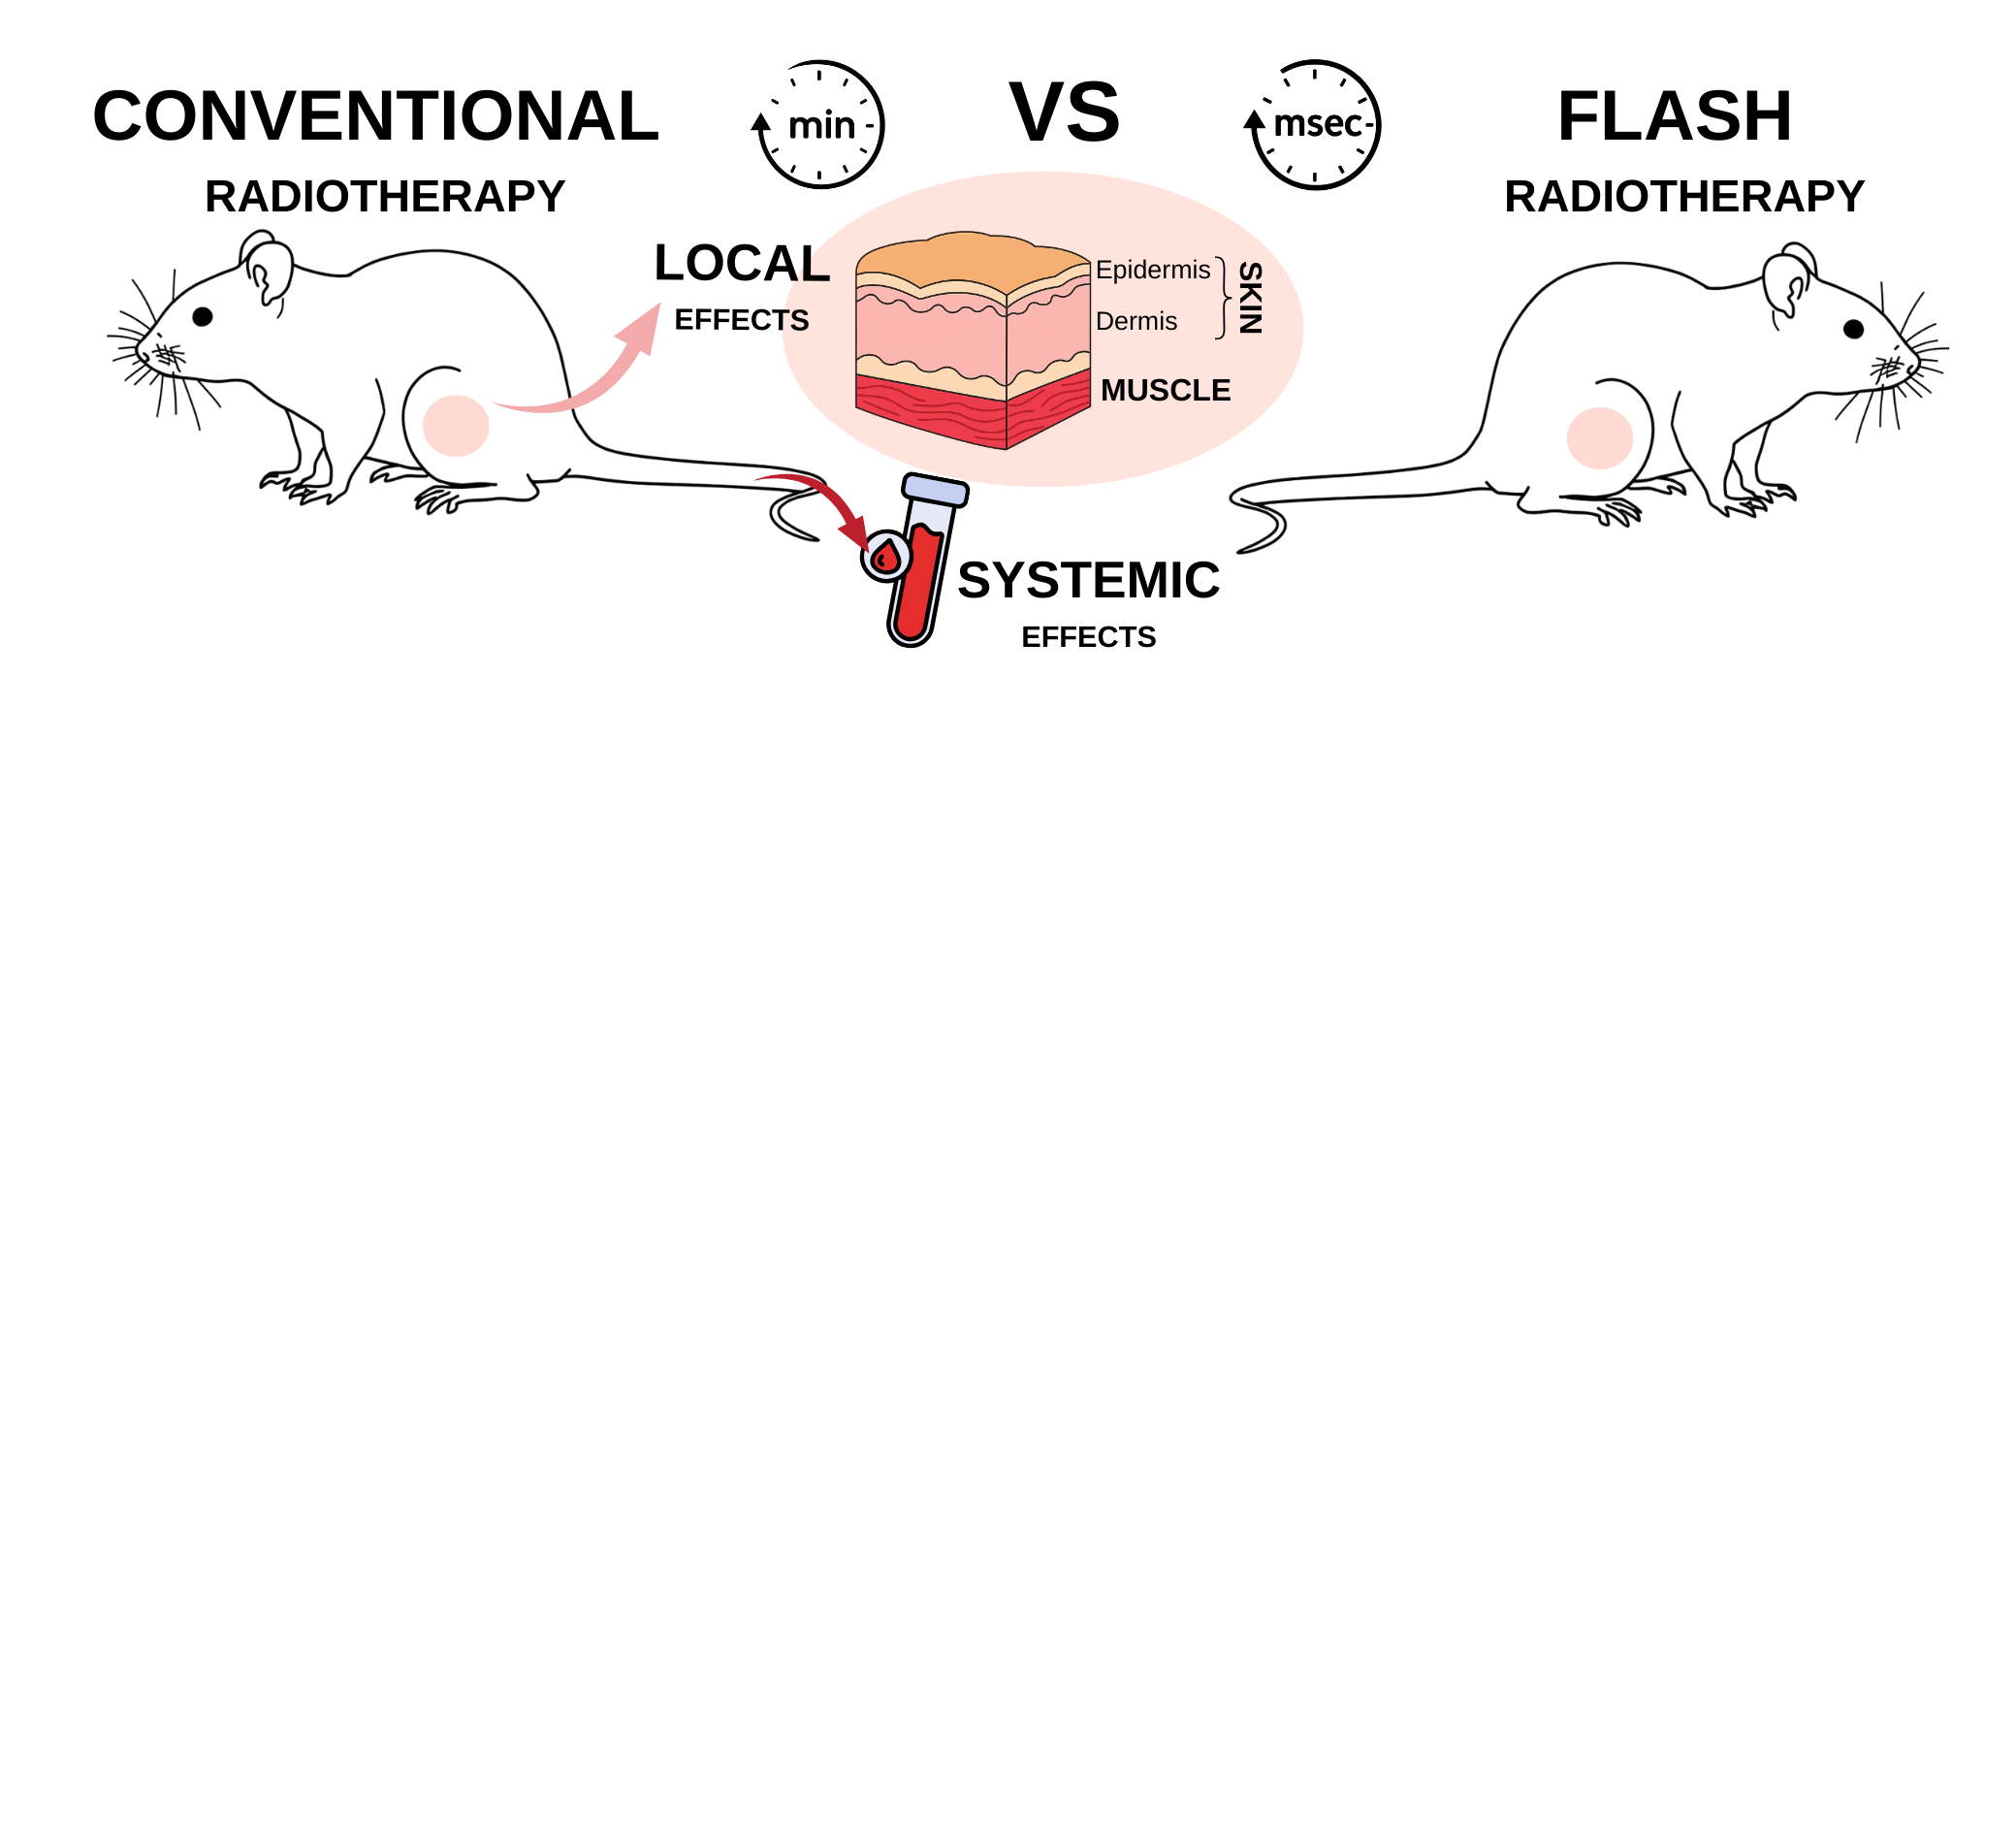 CONVENTIONAL
RADIOTHERAPY
min
VS
msec
FLASH
RADIOTHERAPY
LOCAL
EFFECTS
Epidermis
Dermis
SKIN
MUSCLE
SYSTEMIC
EFFECTS